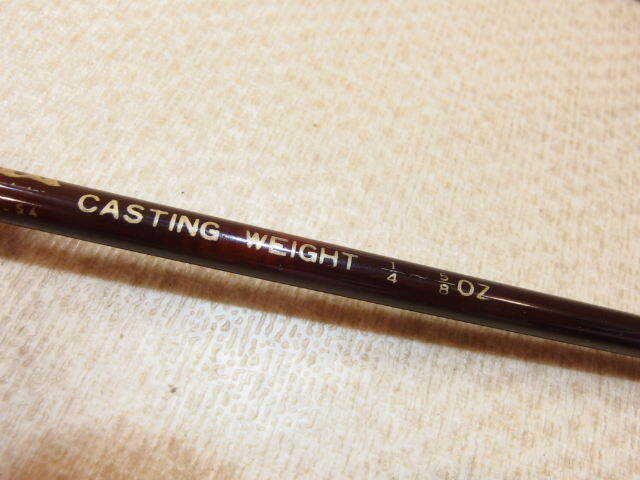 CASTING WEIGHT 1/4 ~ 5/8 OZ